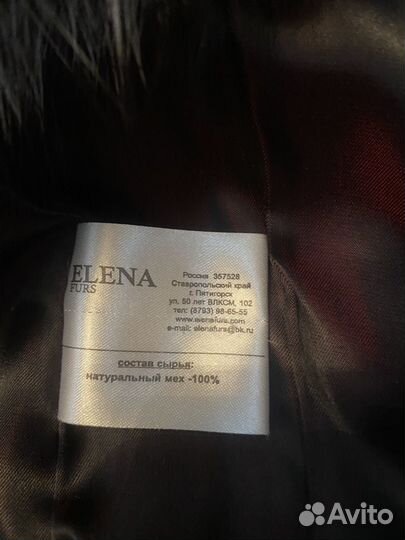 ELENA
FURS
Россия 357528
Ставропольский край
г. Пятигорск
ул. 50 лет ВЛКСМ, 102
тел. (8793) 98-65-55
www.elenafurs.com
e-mail: elenafurs@bk.ru
состав сырья:
натуральный мех -100%
Avito